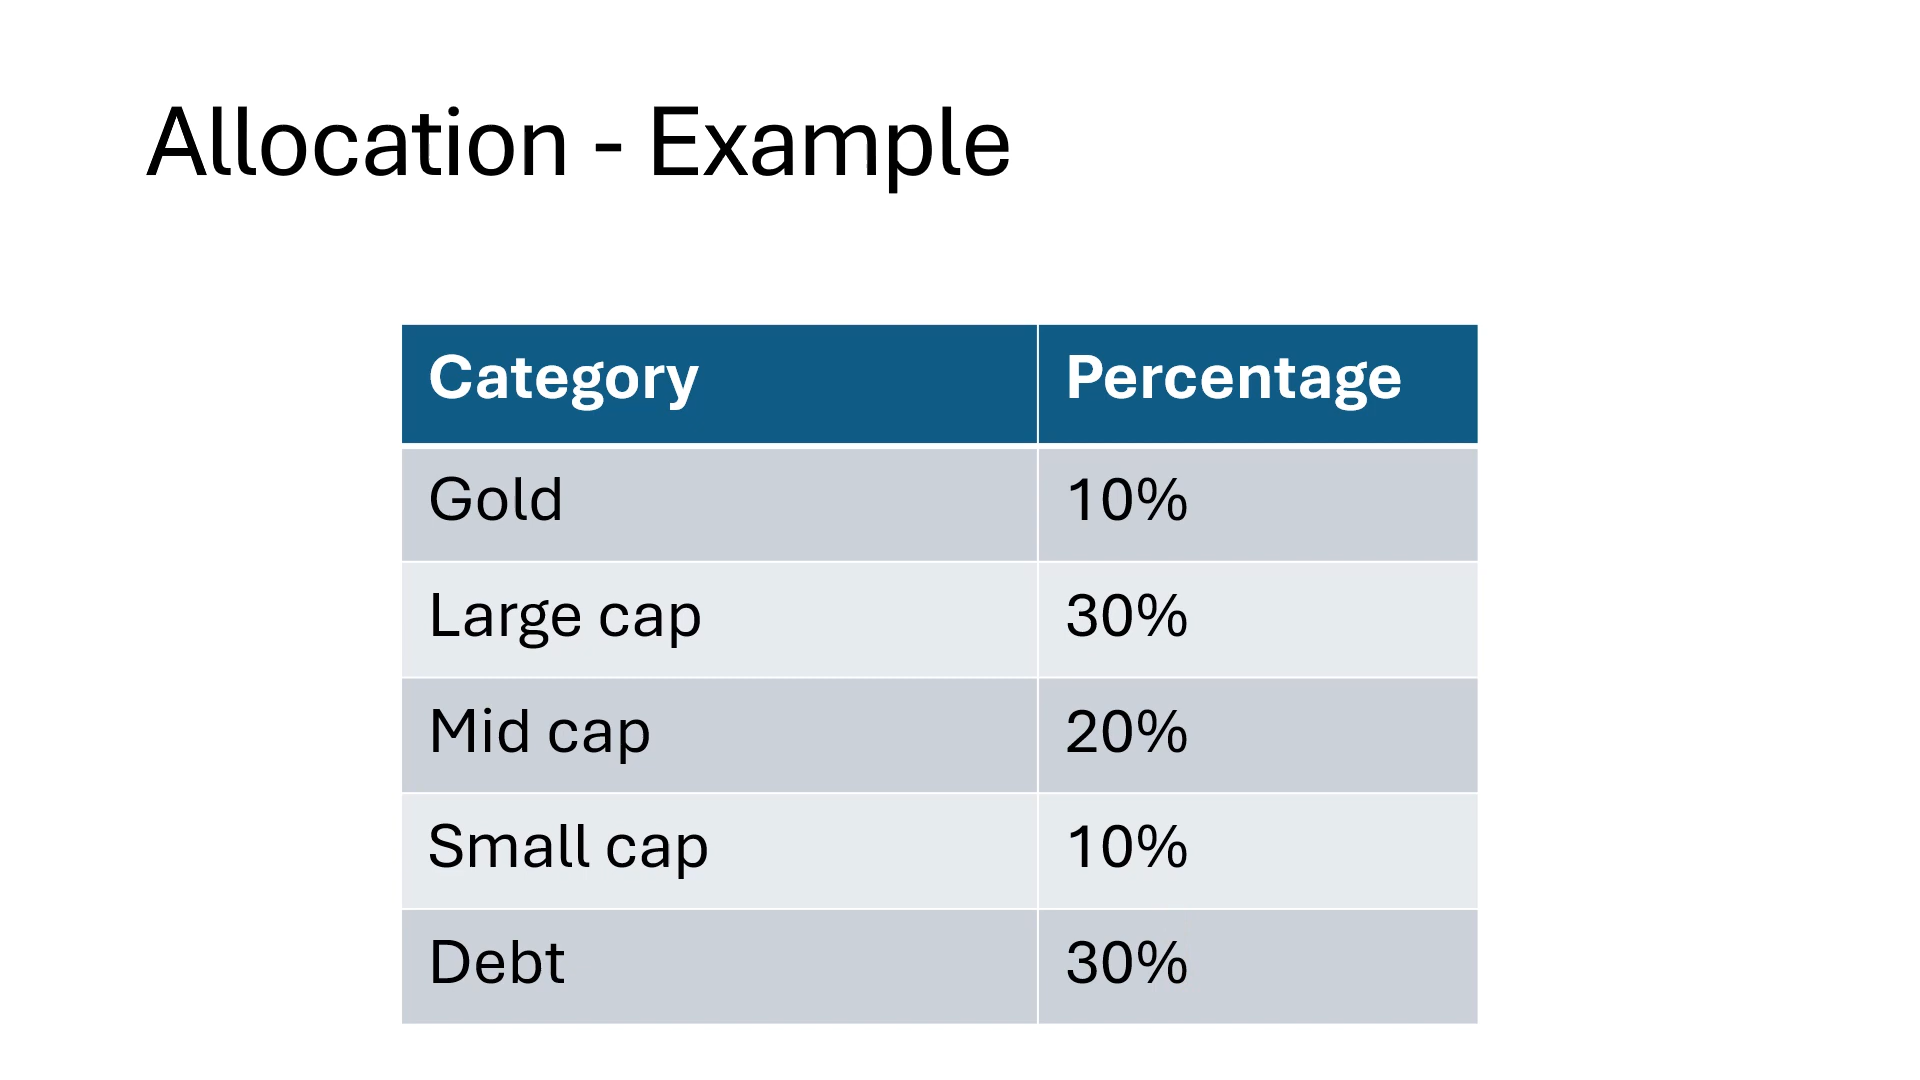 Allocation - Example
Category Percentage
Gold 10%
Large cap 30%
Mid cap 20%
Small cap 10%
Debt 30%